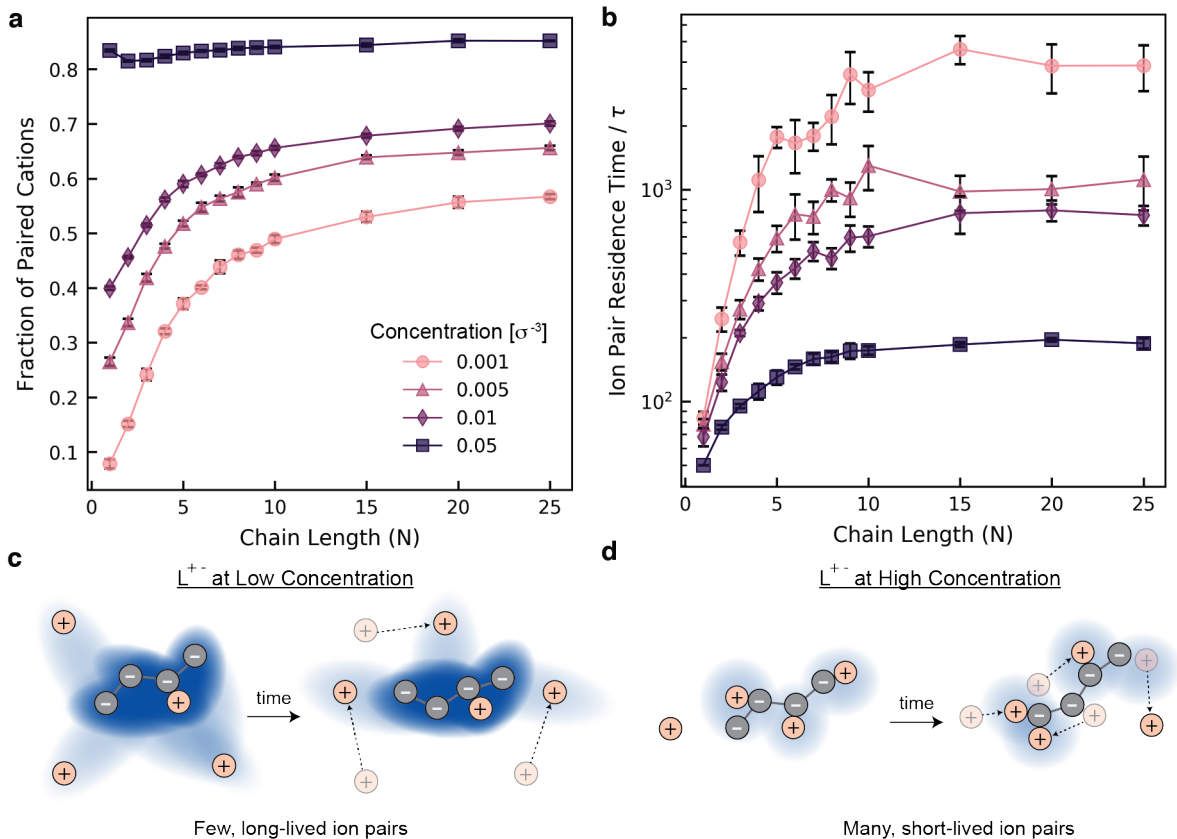 a
0.8
0.7
0.6
0.5
0.4
0.3
0.2
0.1
Fraction of Paired Cations
0 5 10 15 20 25
Chain Length (N)
Concentration [σ⁻³]
0.001
0.005
0.01
0.05
b
10³
10²
Ion Pair Residence Time / τ
0 5 10 15 20 25
Chain Length (N)
c
L⁺⁻ at Low Concentration
+ + + + + + + + + + +
− − − − − − − −
time
Few, long-lived ion pairs
d
L⁺⁻ at High Concentration
+ + + + + + + + + + + +
− − − − − − − −
time
Many, short-lived ion pairs